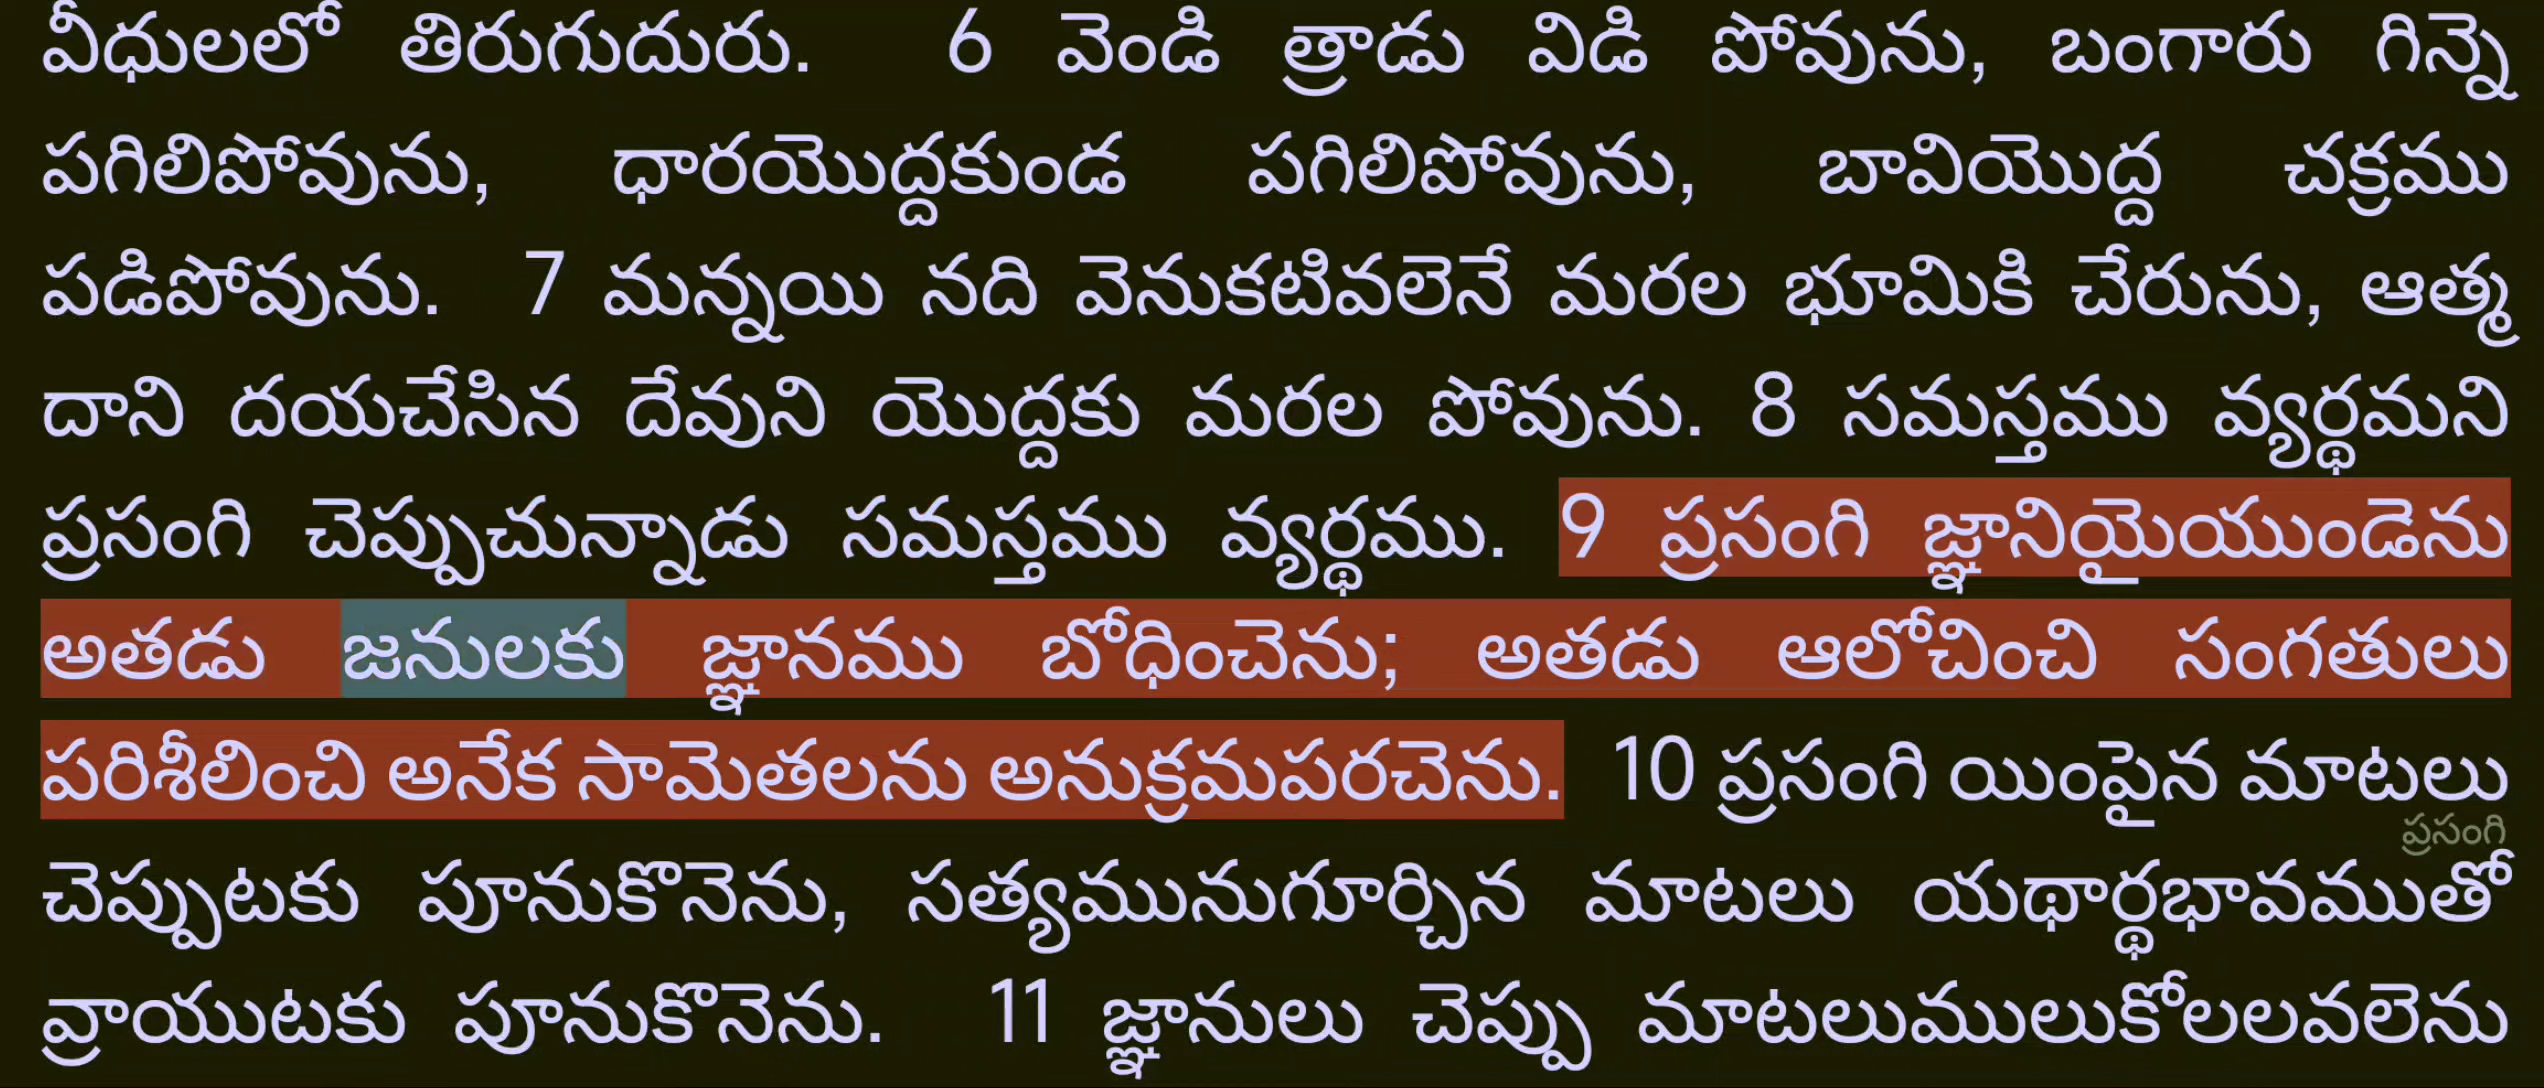 వీధులలో తిరుగుదురు. 6 వెండి త్రాడు విడి పోవును, బంగారు గిన్నె
పగిలిపోవును, ధారయొద్దకుండ పగిలిపోవును, బావియొద్ద చక్రము
పడిపోవును. 7 మన్నయి నది వెనుకటివలెనే మరల భూమికి చేరును, ఆత్మ
దాని దయచేసిన దేవుని యొద్దకు మరల పోవును. 8 సమస్తము వ్యర్థమని
ప్రసంగి చెప్పుచున్నాడు సమస్తము వ్యర్థము. 9 ప్రసంగి జ్ఞానియైయుండెను
అతడు జనులకు జ్ఞానము బోధించెను; అతడు ఆలోచించి సంగతులు
పరిశీలించి అనేక సామెతలను అనుక్రమపరచెను. 10 ప్రసంగి యింపైన మాటలు
ప్రసంగి
చెప్పుటకు పూనుకొనెను, సత్యమునుగూర్చిన మాటలు యథార్థభావముతో
వ్రాయుటకు పూనుకొనెను. 11 జ్ఞానులు చెప్పు మాటలుములుకోలలవలెను